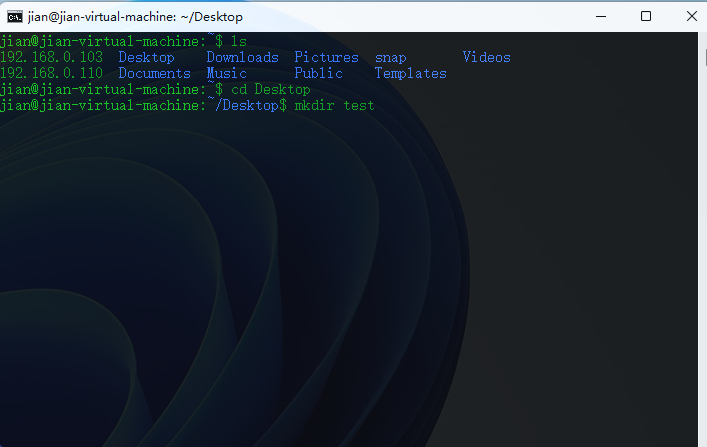 jian@jian-virtual-machine: ~/Desktop
jian@jian-virtual-machine:~$ ls
192.168.0.103  Desktop    Downloads  Pictures  snap       Videos
192.168.0.110  Documents  Music      Public    Templates
jian@jian-virtual-machine:~$ cd Desktop
jian@jian-virtual-machine:~/Desktop$ mkdir test